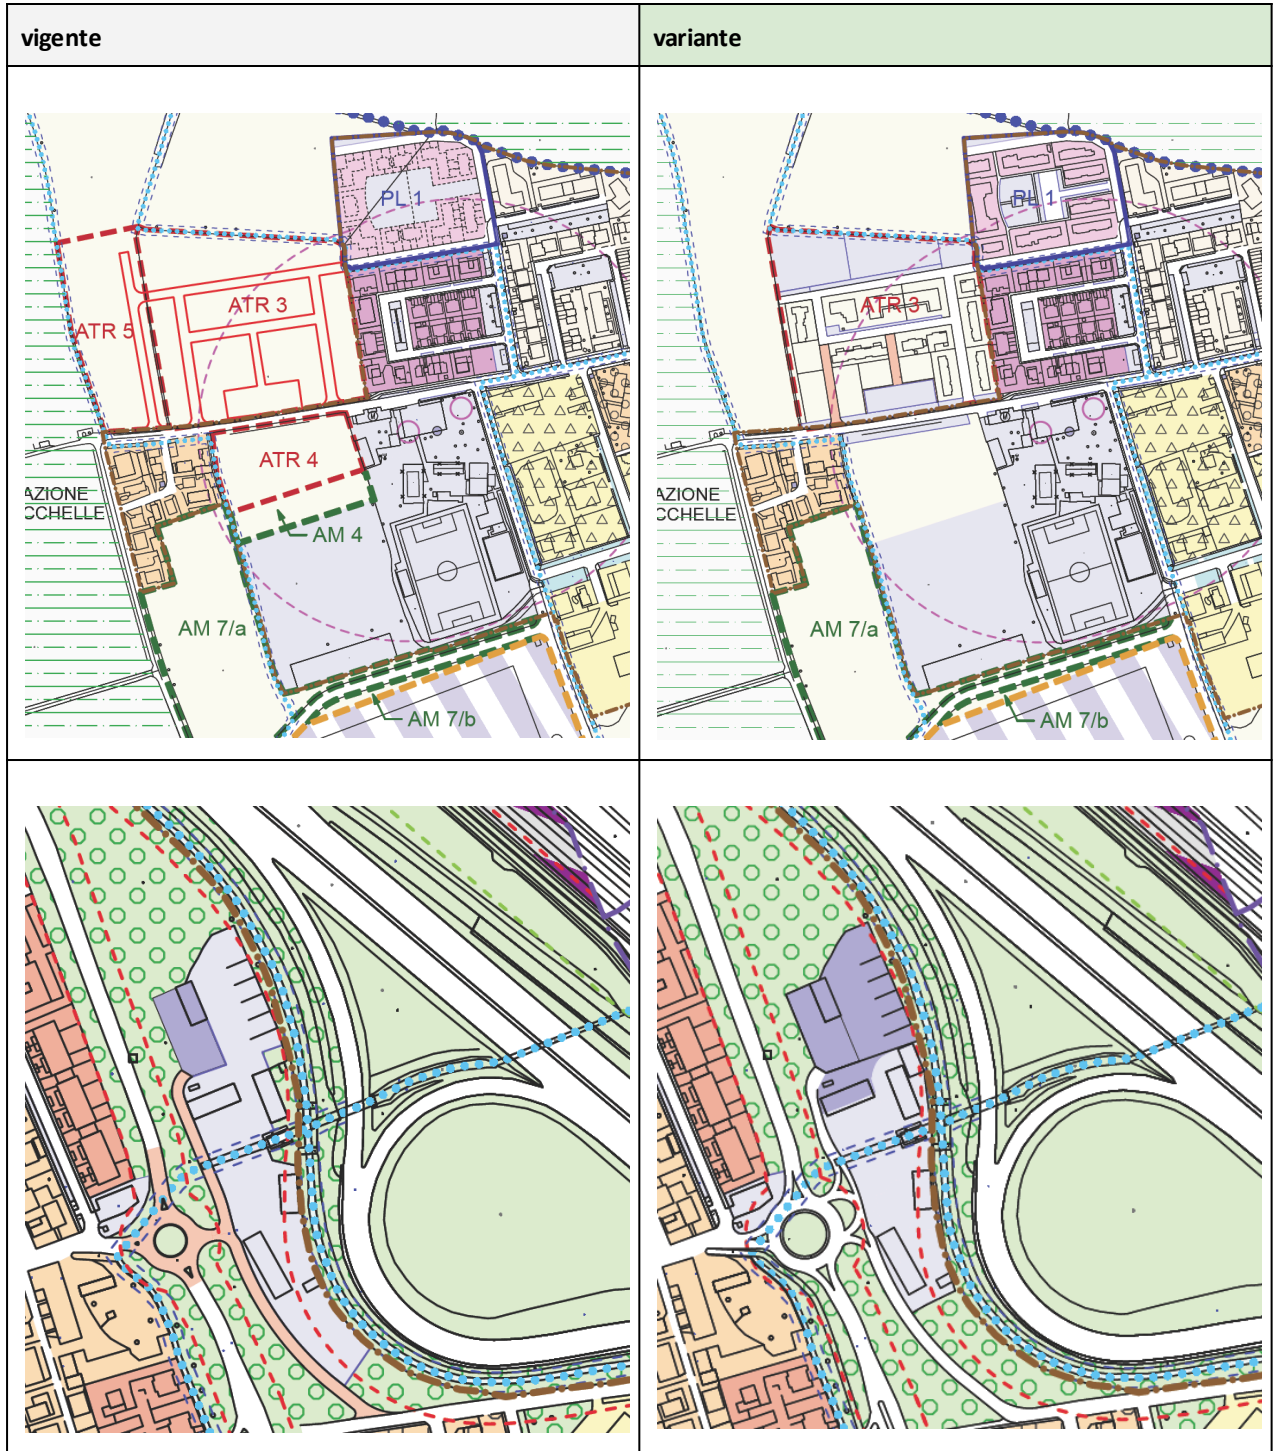 vigente
variante
PL 1
ATR 3
ATR 5
ATR 4
AZIONE
CCHELLE
AM 4
AM 7/a
AM 7/b
PL 1
ATR 3
AZIONE
CCHELLE
AM 7/a
AM 7/b